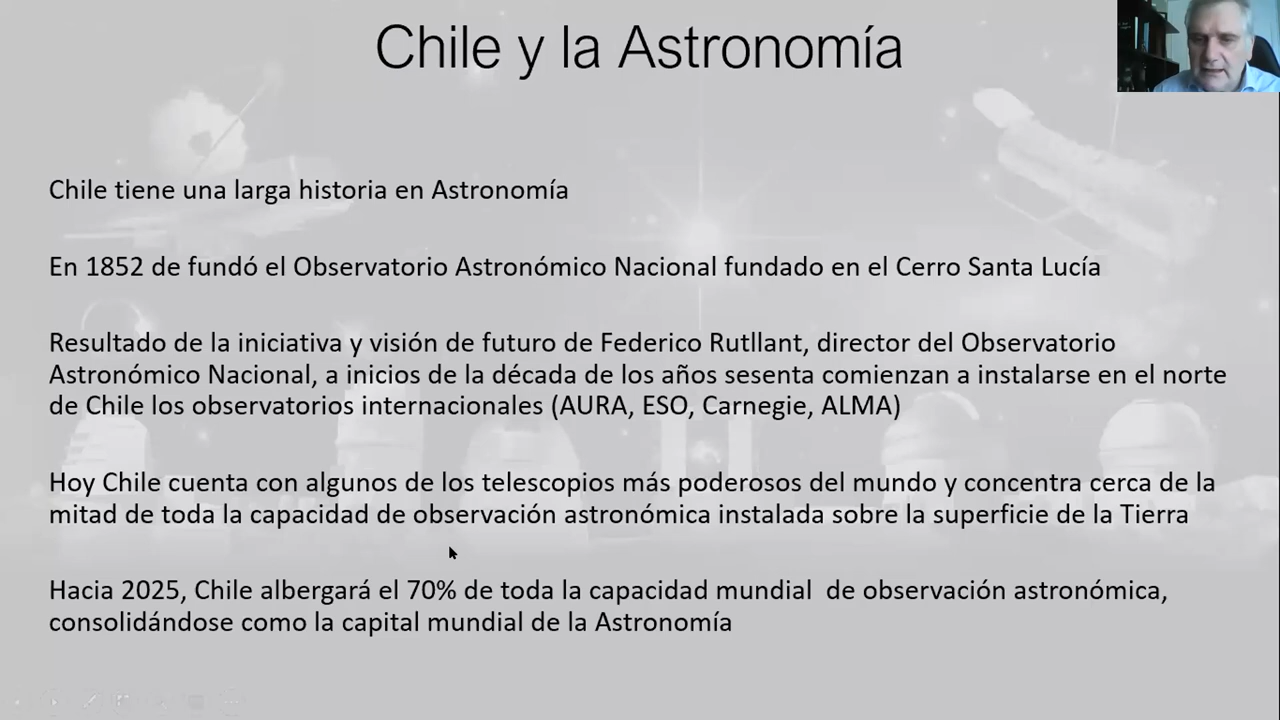 Chile y la Astronomía
Chile tiene una larga historia en Astronomía
En 1852 de fundó el Observatorio Astronómico Nacional fundado en el Cerro Santa Lucía
Resultado de la iniciativa y visión de futuro de Federico Rutllant, director del Observatorio
Astronómico Nacional, a inicios de la década de los años sesenta comienzan a instalarse en el norte
de Chile los observatorios internacionales (AURA, ESO, Carnegie, ALMA)
Hoy Chile cuenta con algunos de los telescopios más poderosos del mundo y concentra cerca de la
mitad de toda la capacidad de observación astronómica instalada sobre la superficie de la Tierra
Hacia 2025, Chile albergará el 70% de toda la capacidad mundial  de observación astronómica,
consolidándose como la capital mundial de la Astronomía